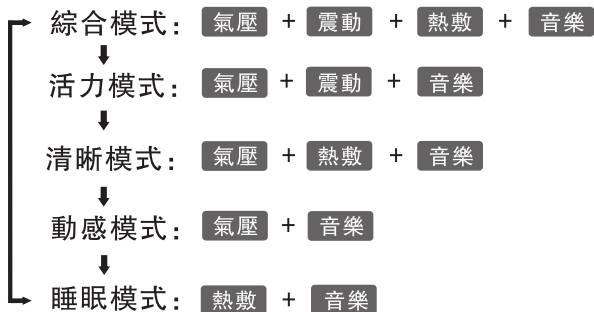 綜合模式：氣壓 + 震動 + 熱敷 + 音樂
活力模式：氣壓 + 震動 + 音樂
清晰模式：氣壓 + 熱敷 + 音樂
動感模式：氣壓 + 音樂
睡眠模式：熱敷 + 音樂